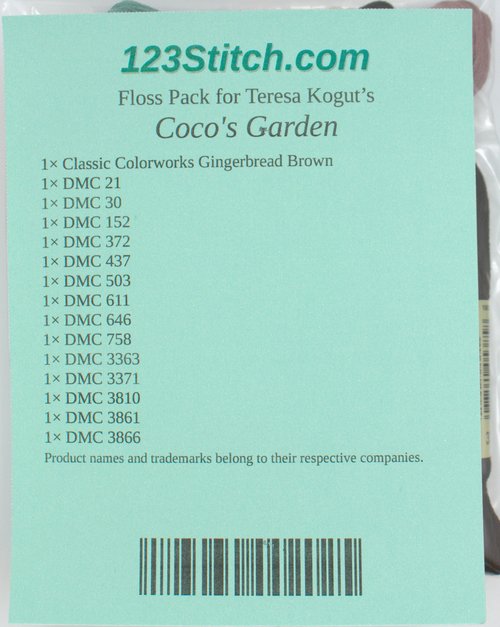 123Stitch.com
Floss Pack for Teresa Kogut’s
Coco's Garden
1× Classic Colorworks Gingerbread Brown
1× DMC 21
1× DMC 30
1× DMC 152
1× DMC 372
1× DMC 437
1× DMC 503
1× DMC 611
1× DMC 646
1× DMC 758
1× DMC 3363
1× DMC 3371
1× DMC 3810
1× DMC 3861
1× DMC 3866
Product names and trademarks belong to their respective companies.